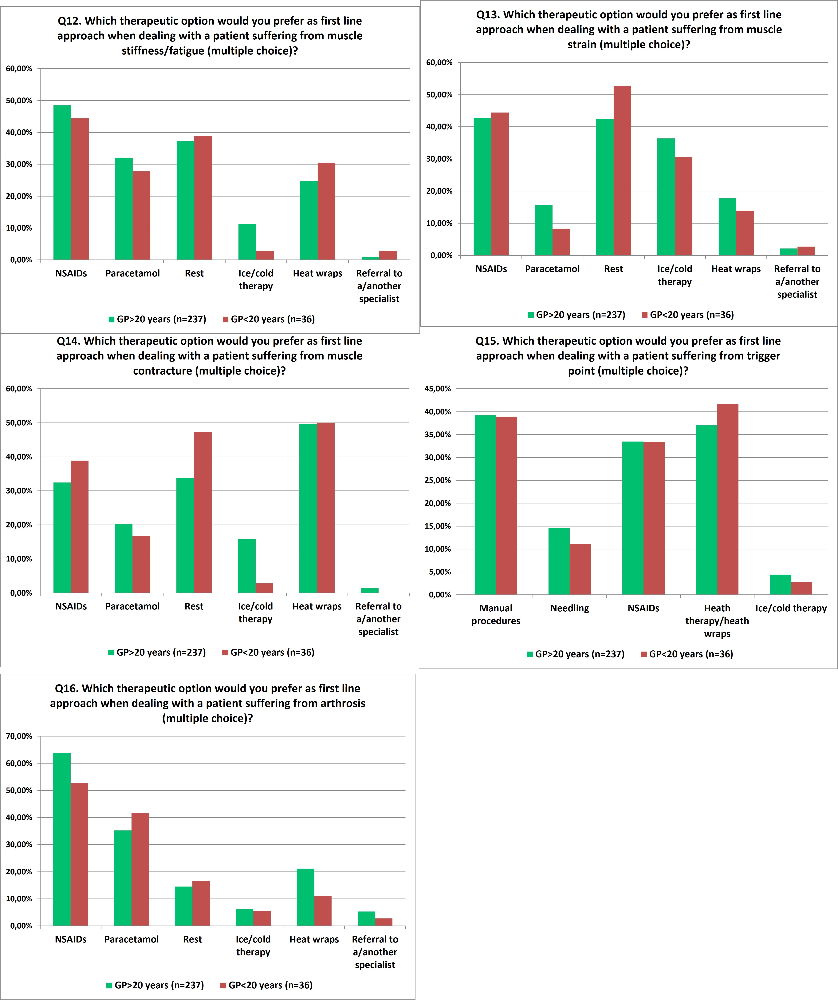 Q12. Which therapeutic option would you prefer as first line
approach when dealing with a patient suffering from muscle
stiffness/fatigue (multiple choice)?
60,00%
50,00%
40,00%
30,00%
20,00%
10,00%
0,00%
NSAIDs
Paracetamol
Rest
Ice/cold
therapy
Heat wraps
Referral to
a/another
specialist
GP>20 years (n=237)
GP<20 years (n=36)
Q13. Which therapeutic option would you prefer as first line
approach when dealing with a patient suffering from muscle
strain (multiple choice)?
60,00%
50,00%
40,00%
30,00%
20,00%
10,00%
0,00%
NSAIDs
Paracetamol
Rest
Ice/cold
therapy
Heat wraps
Referral to
a/another
specialist
GP>20 years (n=237)
GP<20 years (n=36)
Q14. Which therapeutic option would you prefer as first line
approach when dealing with a patient suffering from muscle
contracture (multiple choice)?
60,00%
50,00%
40,00%
30,00%
20,00%
10,00%
0,00%
NSAIDs
Paracetamol
Rest
Ice/cold
therapy
Heat wraps
Referral to
a/another
specialist
GP>20 years (n=237)
GP<20 years (n=36)
Q15. Which therapeutic option would you prefer as first line
approach when dealing with a patient suffering from trigger
point (multiple choice)?
45,00%
40,00%
35,00%
30,00%
25,00%
20,00%
15,00%
10,00%
5,00%
0,00%
Manual
procedures
Needling
NSAIDs
Heath
therapy/heath
wraps
Ice/cold therapy
GP>20 years (n=237)
GP<20 years (n=36)
Q16. Which therapeutic option would you prefer as first line
approach when dealing with a patient suffering from arthrosis
(multiple choice)?
70,00%
60,00%
50,00%
40,00%
30,00%
20,00%
10,00%
0,00%
NSAIDs
Paracetamol
Rest
Ice/cold
therapy
Heat wraps
Referral to
a/another
specialist
GP>20 years (n=237)
GP<20 years (n=36)